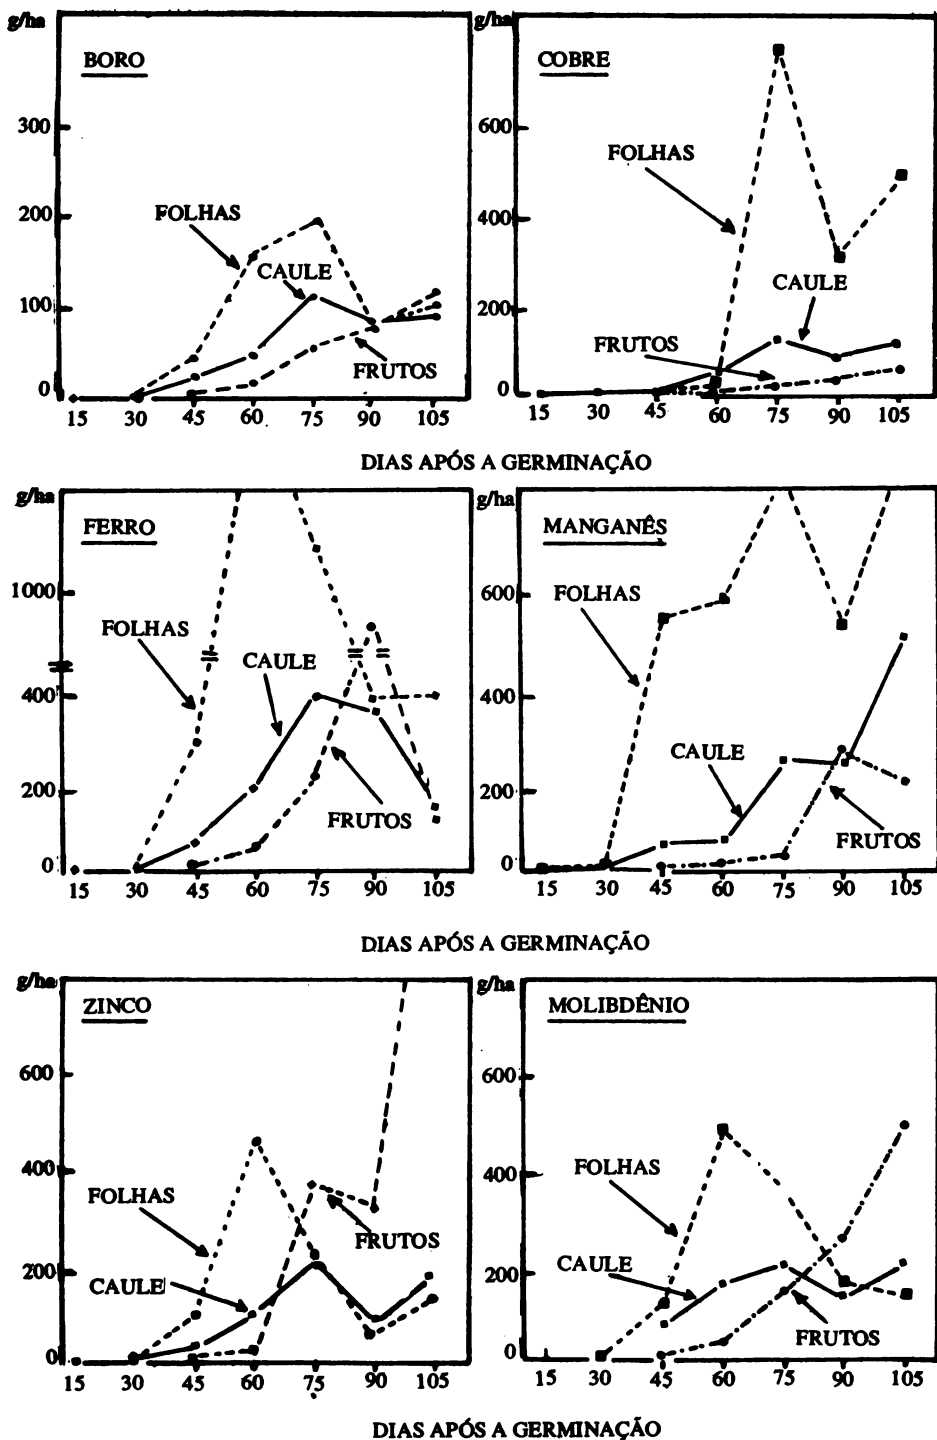 g/ha
BORO
300
200
100
0
FOLHAS
CAULE
FRUTOS
15 30 45 60 75 90 105
g/ha
COBRE
600
400
200
0
FOLHAS
CAULE
FRUTOS
15 30 45 60 75 90 105
DIAS APÓS A GERMINAÇÃO
g/ha
FERRO
1000
400
200
0
FOLHAS
CAULE
FRUTOS
15 30 45 60 75 90 105
g/ha
MANGANÊS
600
400
200
0
FOLHAS
CAULE
FRUTOS
15 30 45 60 75 90 105
DIAS APÓS A GERMINAÇÃO
g/ha
ZINCO
600
400
200
0
FOLHAS
CAULE
FRUTOS
15 30 45 60 75 90 105
g/ha
MOLIBDÊNIO
600
400
200
0
FOLHAS
CAULE
FRUTOS
15 30 45 60 75 90 105
DIAS APÓS A GERMINAÇÃO